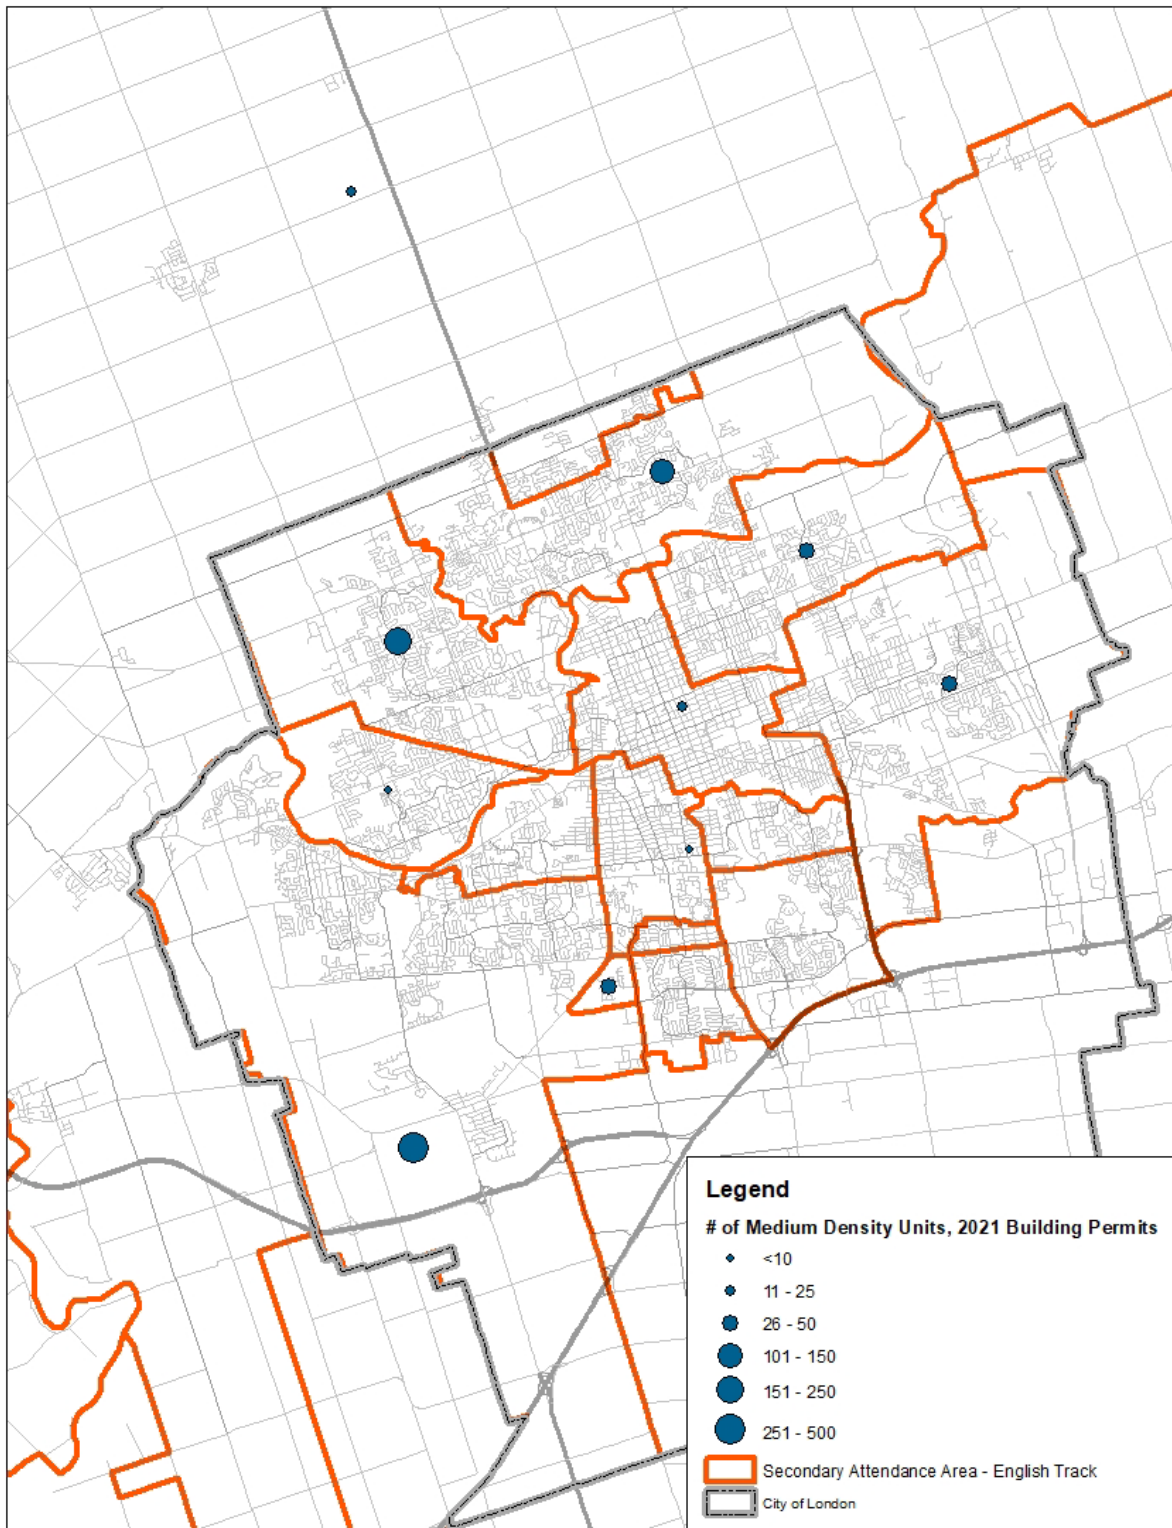 Legend
# of Medium Density Units, 2021 Building Permits
<10
11 - 25
26 - 50
101 - 150
151 - 250
251 - 500
Secondary Attendance Area - English Track
City of London